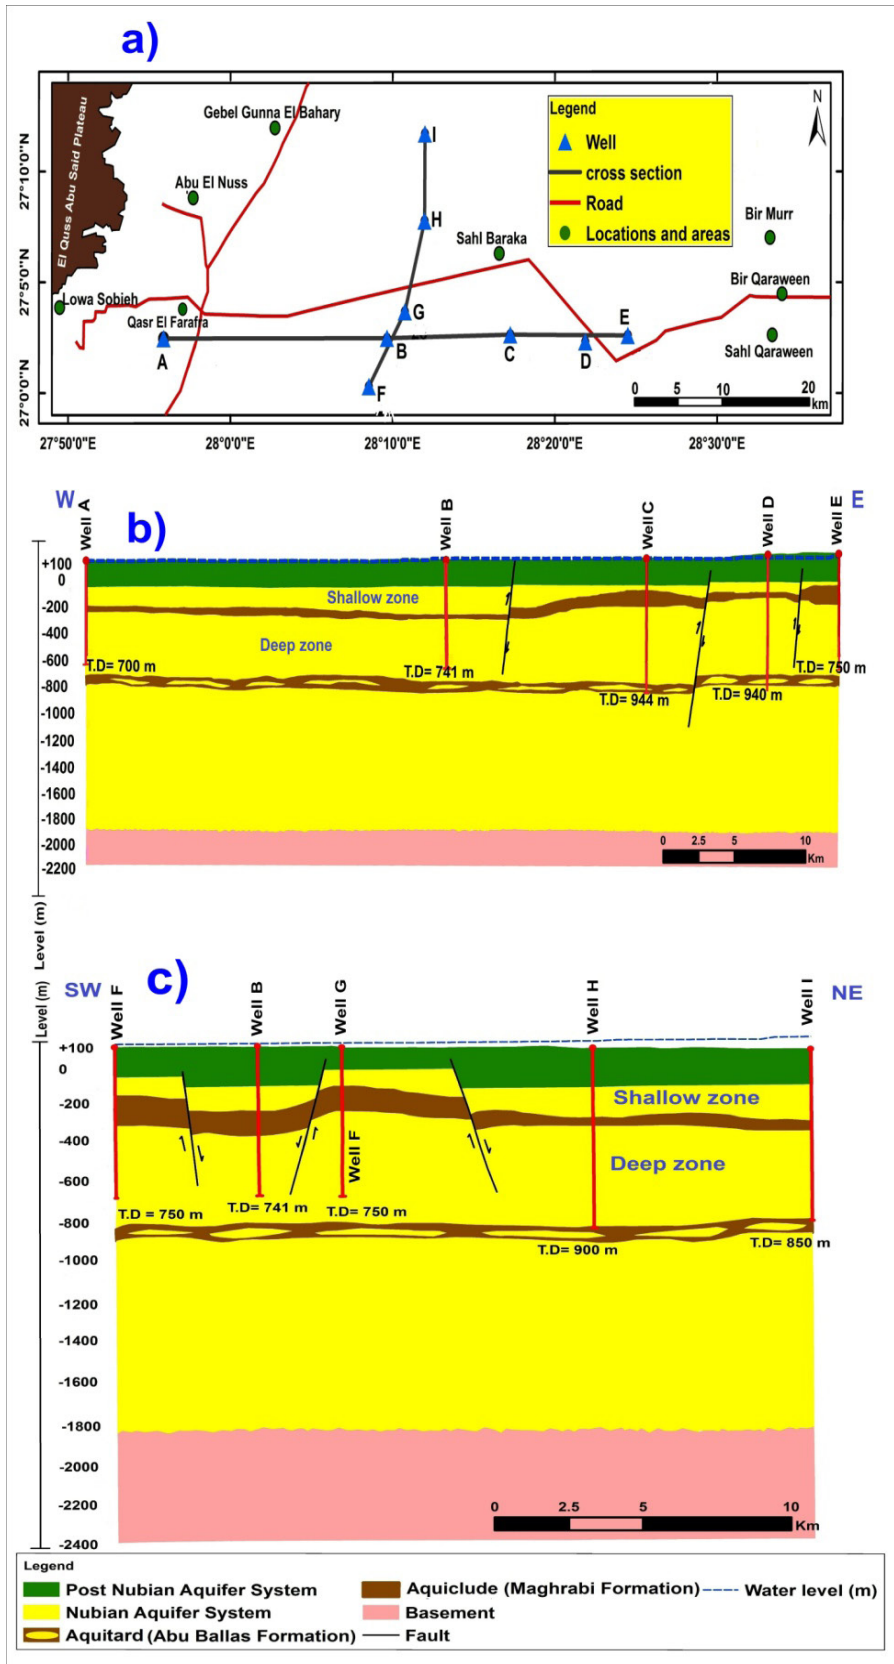 a)
27°10'0"N
27°5'0"N
27°0'0"N
El Quss Abu Said Plateau
Gebel Gunna El Bahary
Abu El Nuss
Lowa Sobieh
Qasr El Farafra
Sahl Baraka
Bir Murr
Bir Qaraween
Sahl Qaraween
A
B
C
D
E
F
G
H
I
N
Legend
Well
cross section
Road
Locations and areas
0 5 10 20
km
27°50'0"E 28°0'0"E 28°10'0"E 28°20'0"E 28°30'0"E
b)
W
E
Well A
Well B
Well C
Well D
Well E
+100
0
-200
-400
-600
-800
-1000
-1200
-1400
-1600
-1800
-2000
-2200
Level (m)
Shallow zone
Deep zone
T.D= 700 m
T.D= 741 m
T.D= 944 m
T.D= 940 m
T.D= 750 m
0 2.5 5 10
Km
c)
SW
NE
Well F
Well B
Well G
Well H
Well I
Level (m)
+100
0
-200
-400
-600
-800
-1000
-1200
-1400
-1600
-1800
-2000
-2200
-2400
Shallow zone
Deep zone
Well F
T.D = 750 m
T.D= 741 m
T.D= 750 m
T.D= 900 m
T.D= 850 m
0 2.5 5 10
Km
Legend
Post Nubian Aquifer System
Aquiclude (Maghrabi Formation)
Water level (m)
Nubian Aquifer System
Basement
Aquitard (Abu Ballas Formation)
Fault